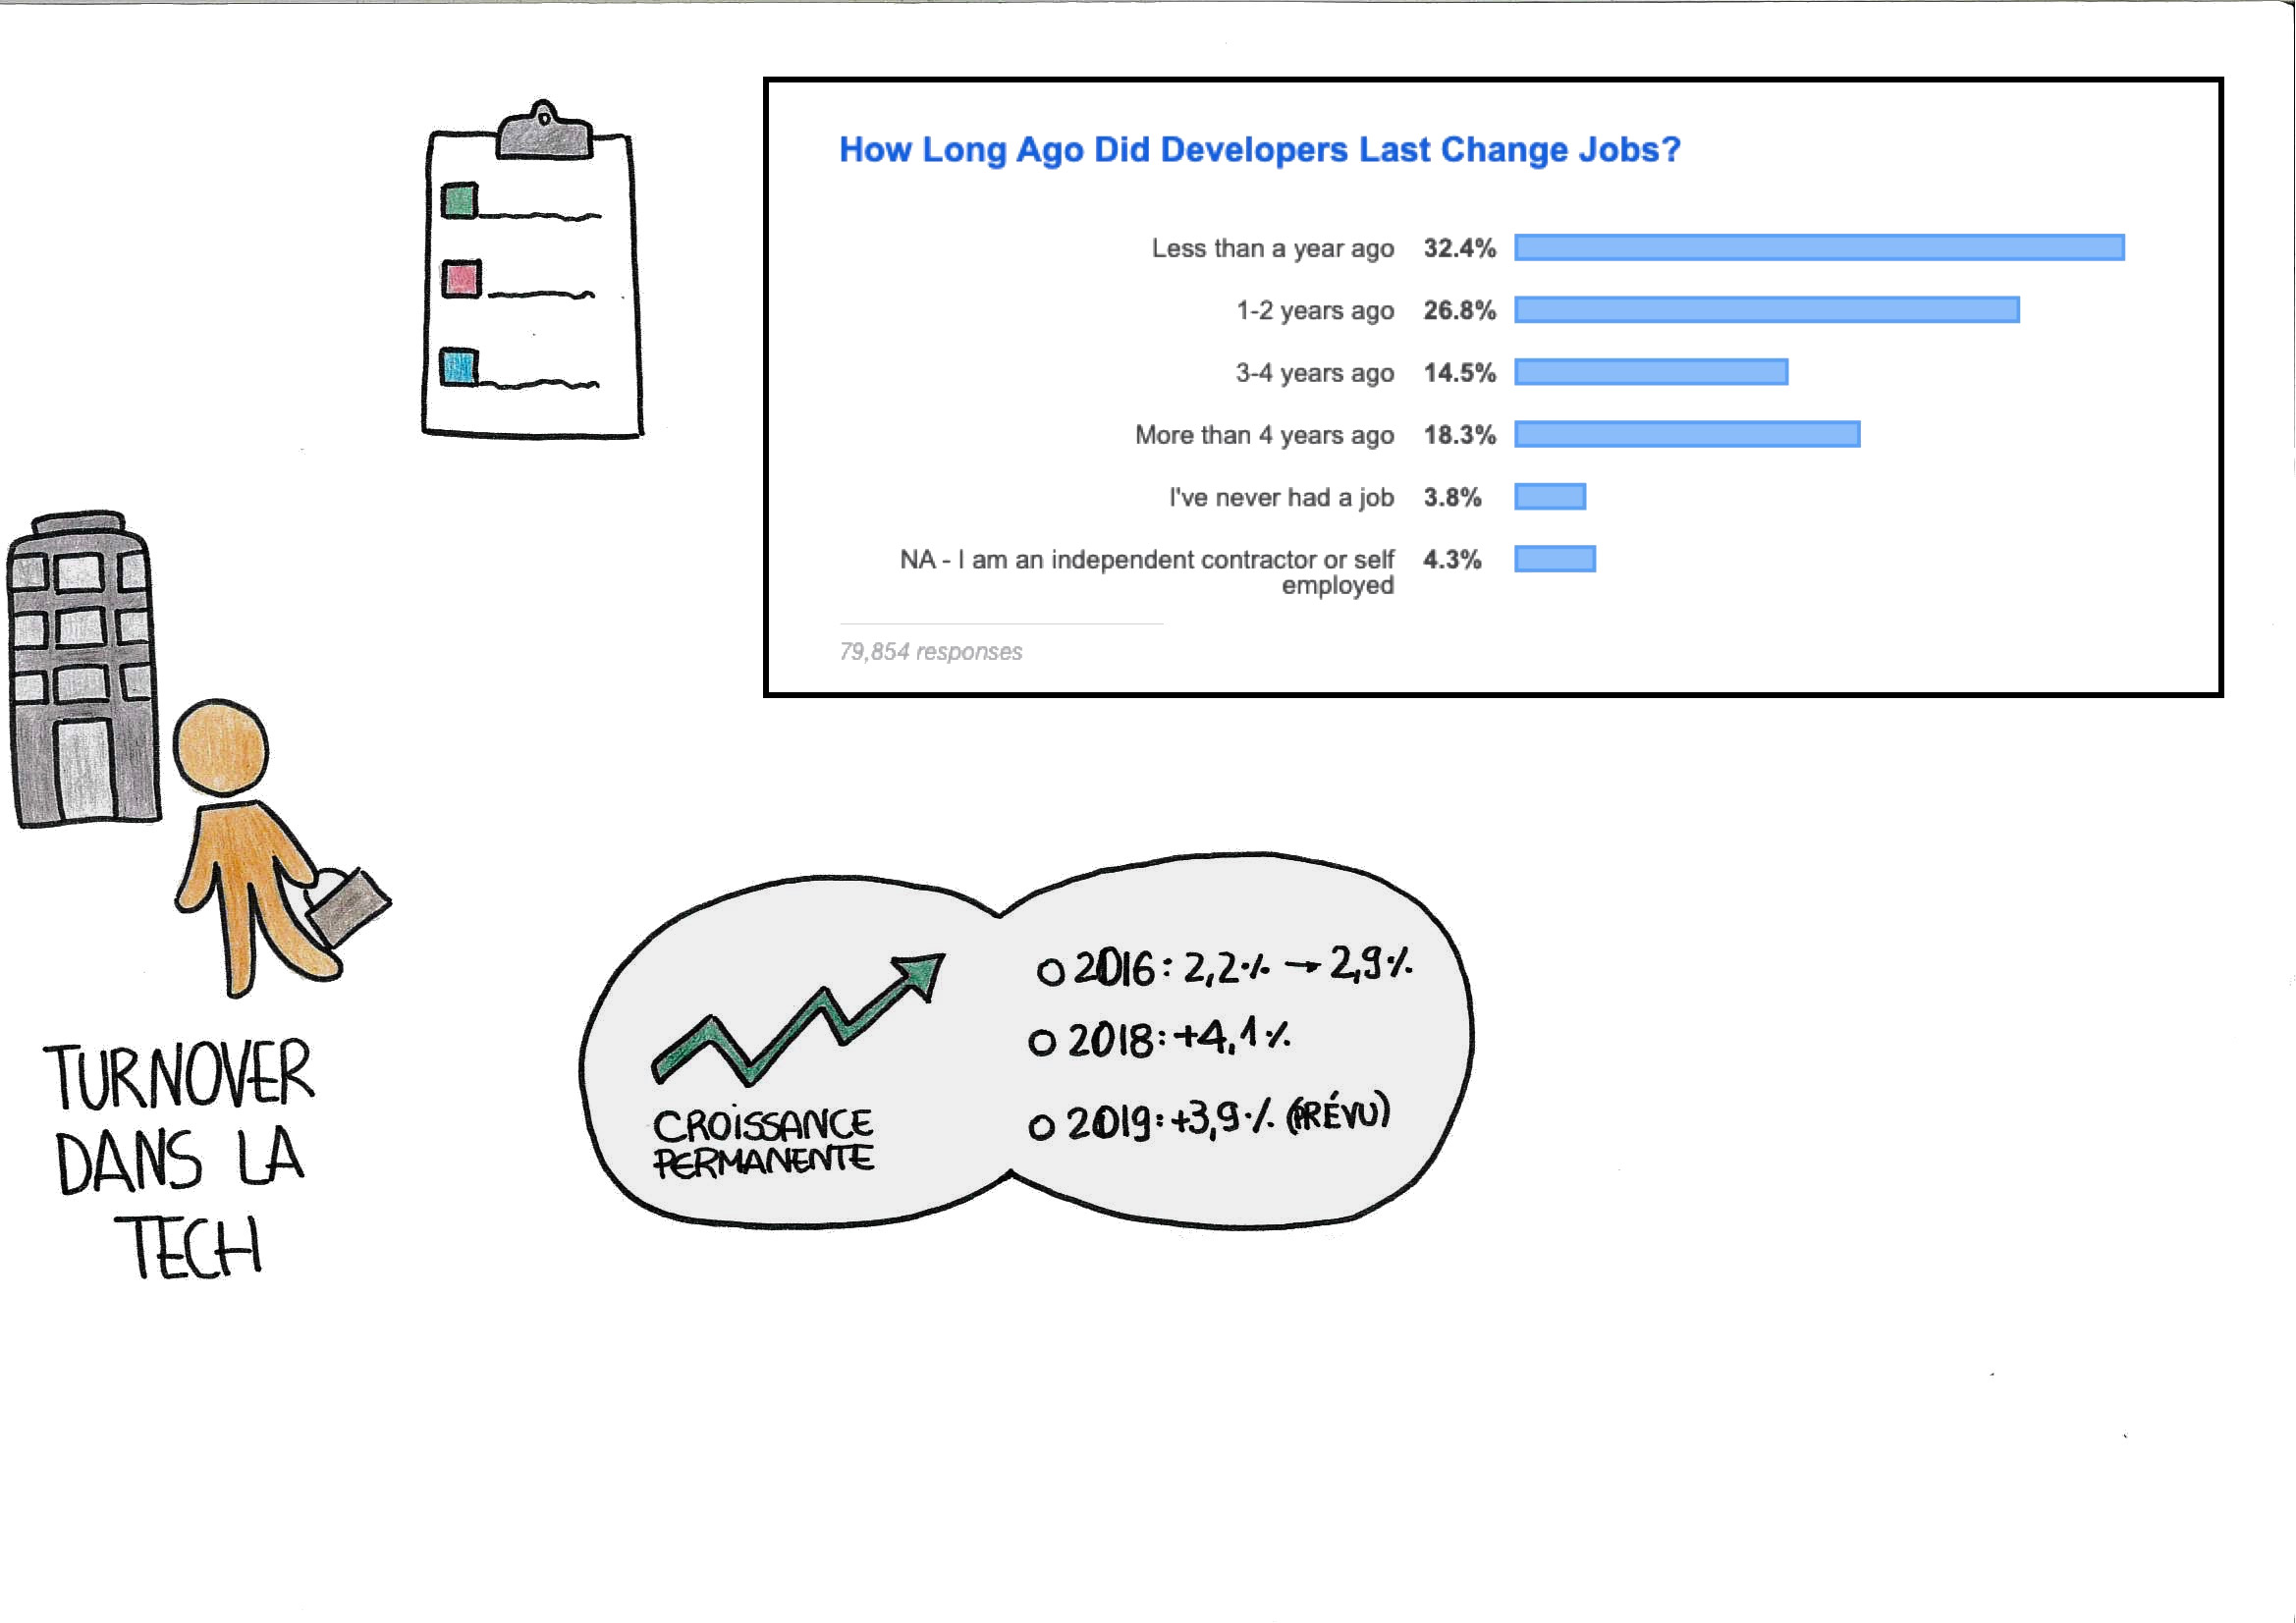 How Long Ago Did Developers Last Change Jobs?
Less than a year ago 32.4%
1-2 years ago 26.8%
3-4 years ago 14.5%
More than 4 years ago 18.3%
I've never had a job 3.8%
NA - I am an independent contractor or self 4.3%
employed
79,854 responses
TURNOVER
DANS LA
TECH
CROISSANCE
PERMANENTE
2016: 2,2% → 2,9%
2018: +4,1%
2019: +3,9% (PRÉVU)